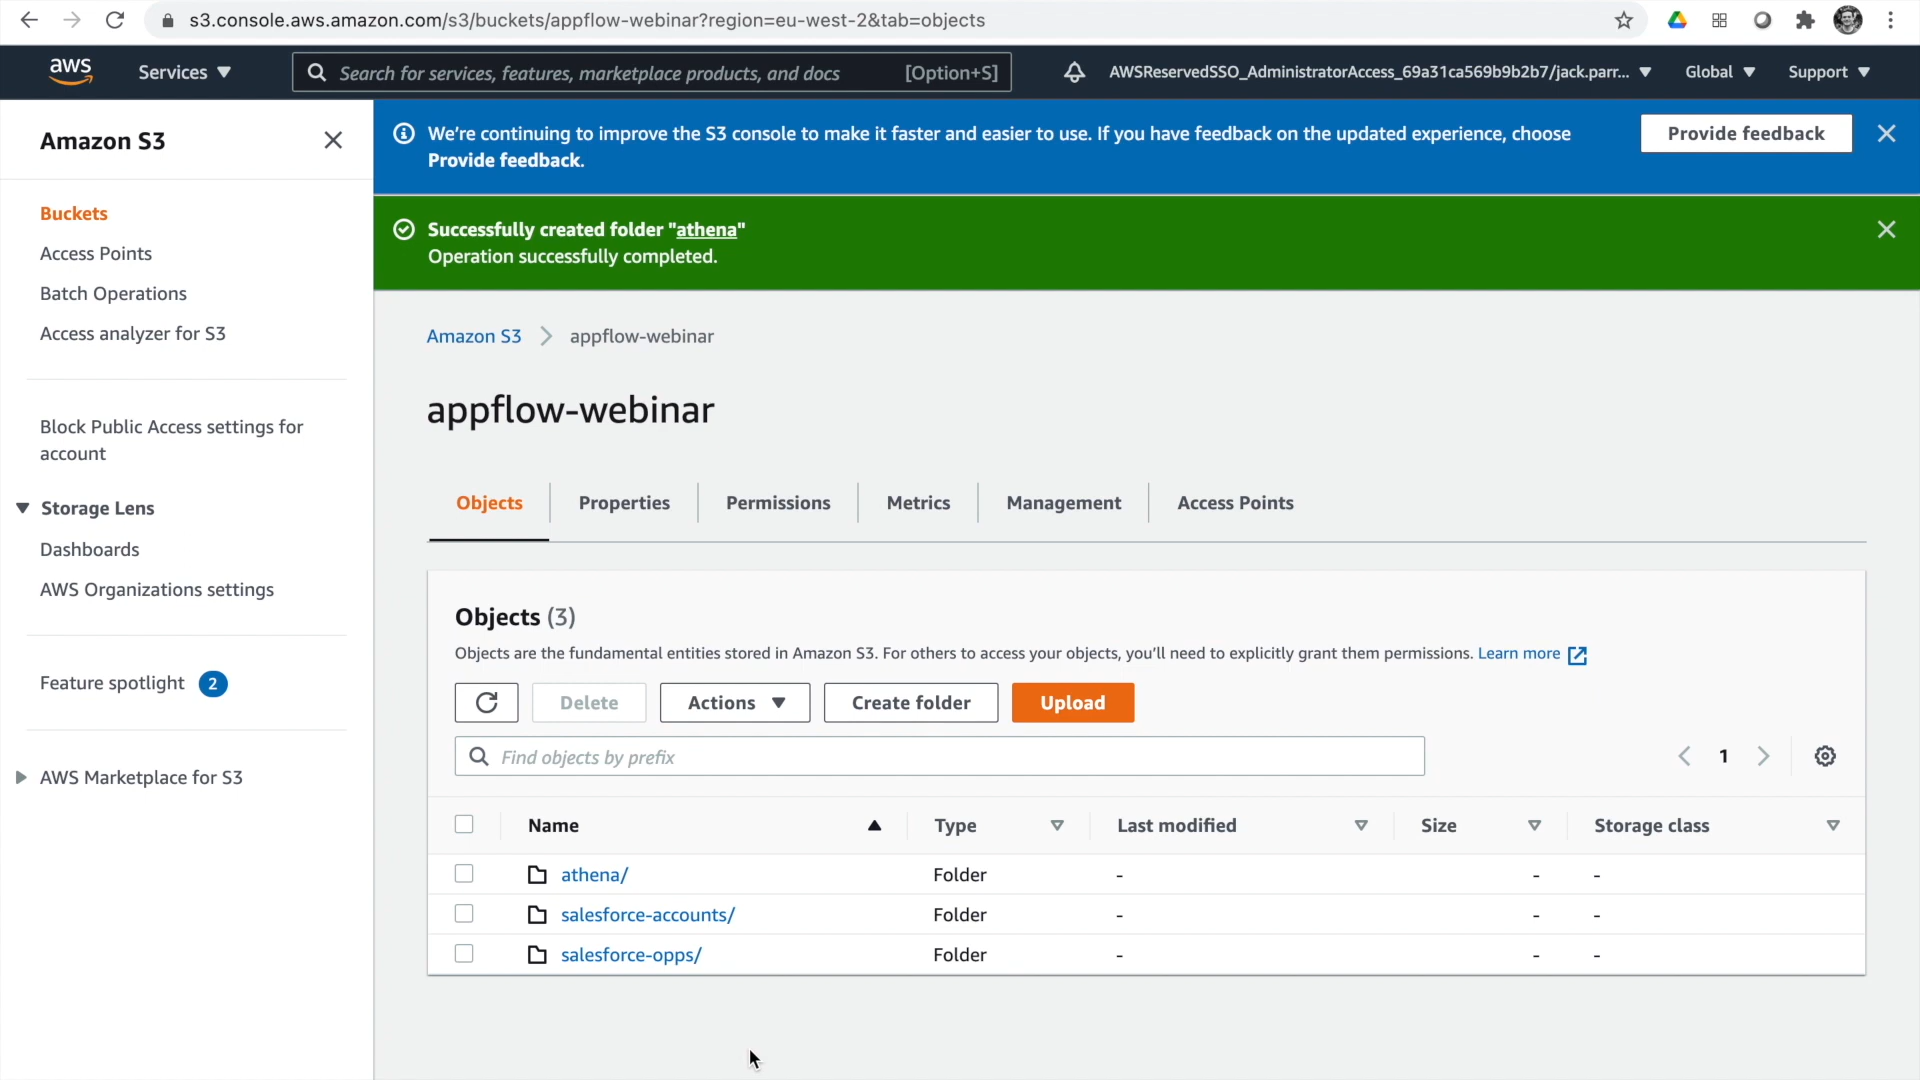 s3.console.aws.amazon.com/s3/buckets/appflow-webinar?region=eu-west-2&tab=objects
aws
Services
Search for services, features, marketplace products, and docs [Option+S]
AWSReservedSSO_AdministratorAccess_69a31ca569b9b2b7/jack.parr...
Global
Support
Amazon S3
Buckets
Access Points
Batch Operations
Access analyzer for S3
Block Public Access settings for
account
Storage Lens
Dashboards
AWS Organizations settings
Feature spotlight 2
AWS Marketplace for S3
We're continuing to improve the S3 console to make it faster and easier to use. If you have feedback on the updated experience, choose
Provide feedback.
Provide feedback
Successfully created folder "athena"
Operation successfully completed.
Amazon S3 > appflow-webinar
appflow-webinar
Objects Properties Permissions Metrics Management Access Points
Objects (3)
Objects are the fundamental entities stored in Amazon S3. For others to access your objects, you'll need to explicitly grant them permissions. Learn more
Delete Actions Create folder Upload
Find objects by prefix
1
Name Type Last modified Size Storage class
athena/ Folder - - -
salesforce-accounts/ Folder - - -
salesforce-opps/ Folder - - -